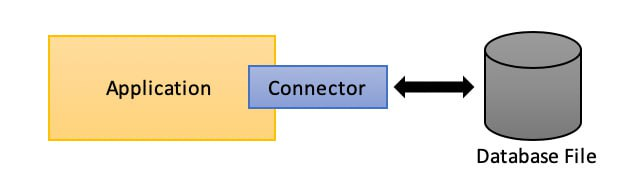 Application
Connector
Database File